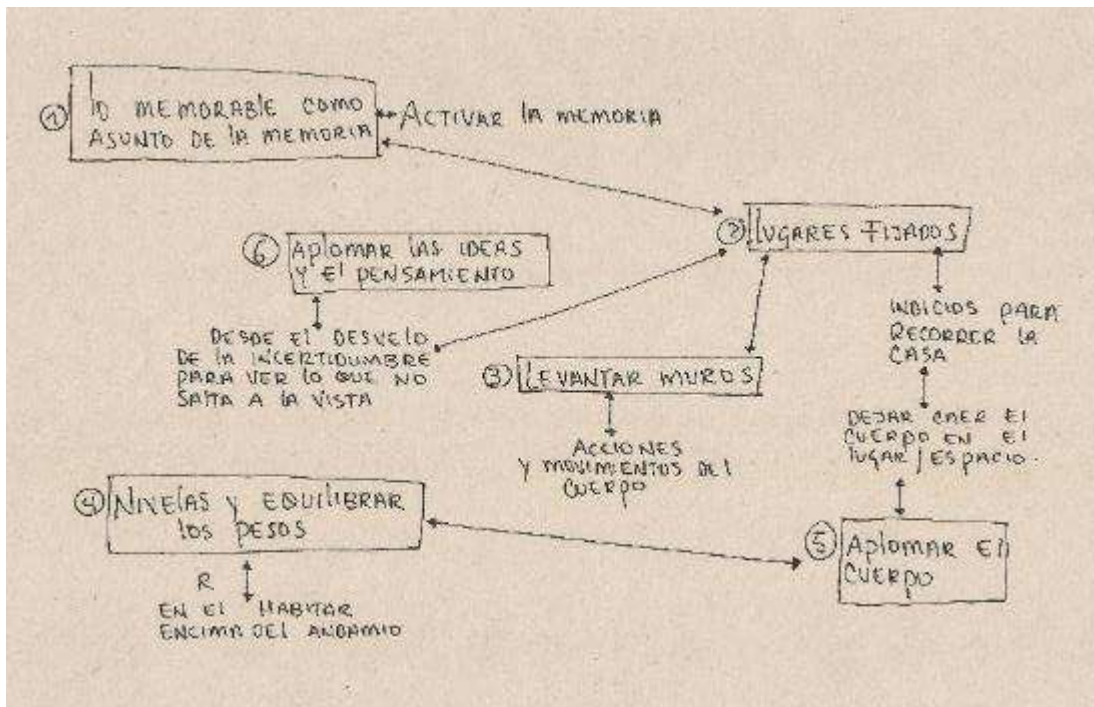 ① lo MEMORABLE COMO
ASUNTO DE LA MEMORIA
ACTIVAR LA MEMORIA
② LUGARES FIJADOS
INDICIOS PARA
RECORRER LA
CASA
DEJAR CAER EL
CUERPO EN EL
LUGAR / ESPACIO.
⑥ APLOMAR LAS IDEAS
Y EL PENSAMIENTO
DESDE EL DESVELO
DE LA INCERTIDUMBRE
PARA VER LO QUE NO
SALTA A LA VISTA
③ LEVANTAR MUROS
ACCIONES
Y MOVIMIENTOS DEL
CUERPO
④ NIVELAS Y EQUILIBRAR
LOS PESOS
R
EN EL HABITAR
ENCIMA DEL ANDAMIO
⑤ APLOMAR EL
CUERPO